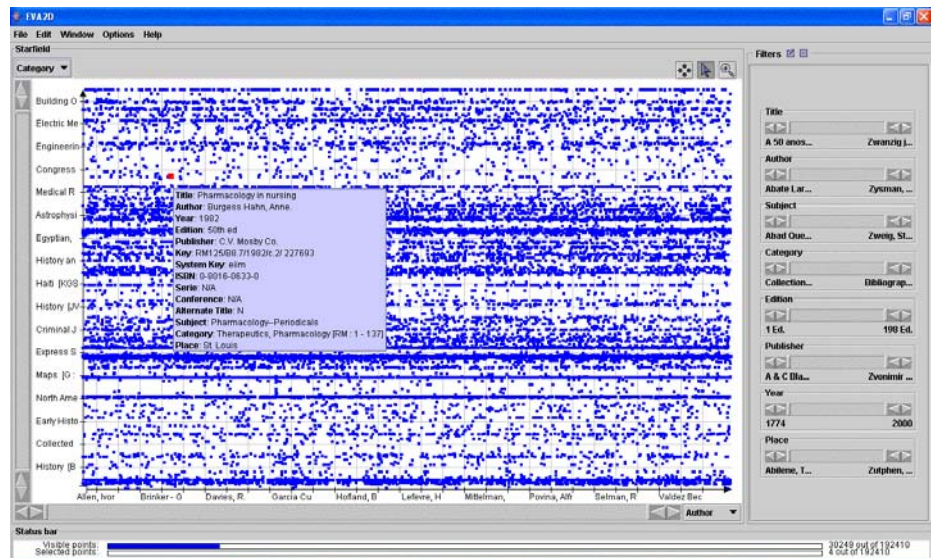 EVA2D
File Edit Window Options Help
Starfield
Filters
Category
Building O
Electric Me
Engineerin
Congress
Medical R
Astrophysi
Egyptian,
History an
Haiti [KGS
History [JV
Criminal J
Express S
Maps [G :
North Ame
Early Histo
Collected
History (B
Title: Pharmacology in nursing
Author: Burgess Hahn, Anne.
Year: 1982
Edition: 50th ed
Publisher: C.V. Mosby Co.
Key: RM125/B8.7/1982/c.2/ 227693
System Key: elim
ISBN: 0-8016-0633-0
Serie: N/A
Conference: N/A
Alternate Title: N
Subject: Pharmacology--Periodicals
Category: Therapeutics, Pharmacology [RM : 1 - 137]
Place: St. Louis
Allen, Ivor Brinker - G Davies, R. Garcia Cu Hofland, B Lefevre, H Mittelman, Povina, Alfr Selman, R Valdez Bec
Author
Title
A 50 anos... Zwanzig j...
Author
Abate Lar... Zysman, ...
Subject
Abad Que... Zweig, St...
Category
Collection... Bibliograp...
Edition
1 Ed. 198 Ed.
Publisher
A & C Bla... Zvonimir ...
Year
1774 2000
Place
Abilene, T... Zutphen, ...
Status bar
Visible points: 30249 out of 192410
Selected points: 4 out of 192410